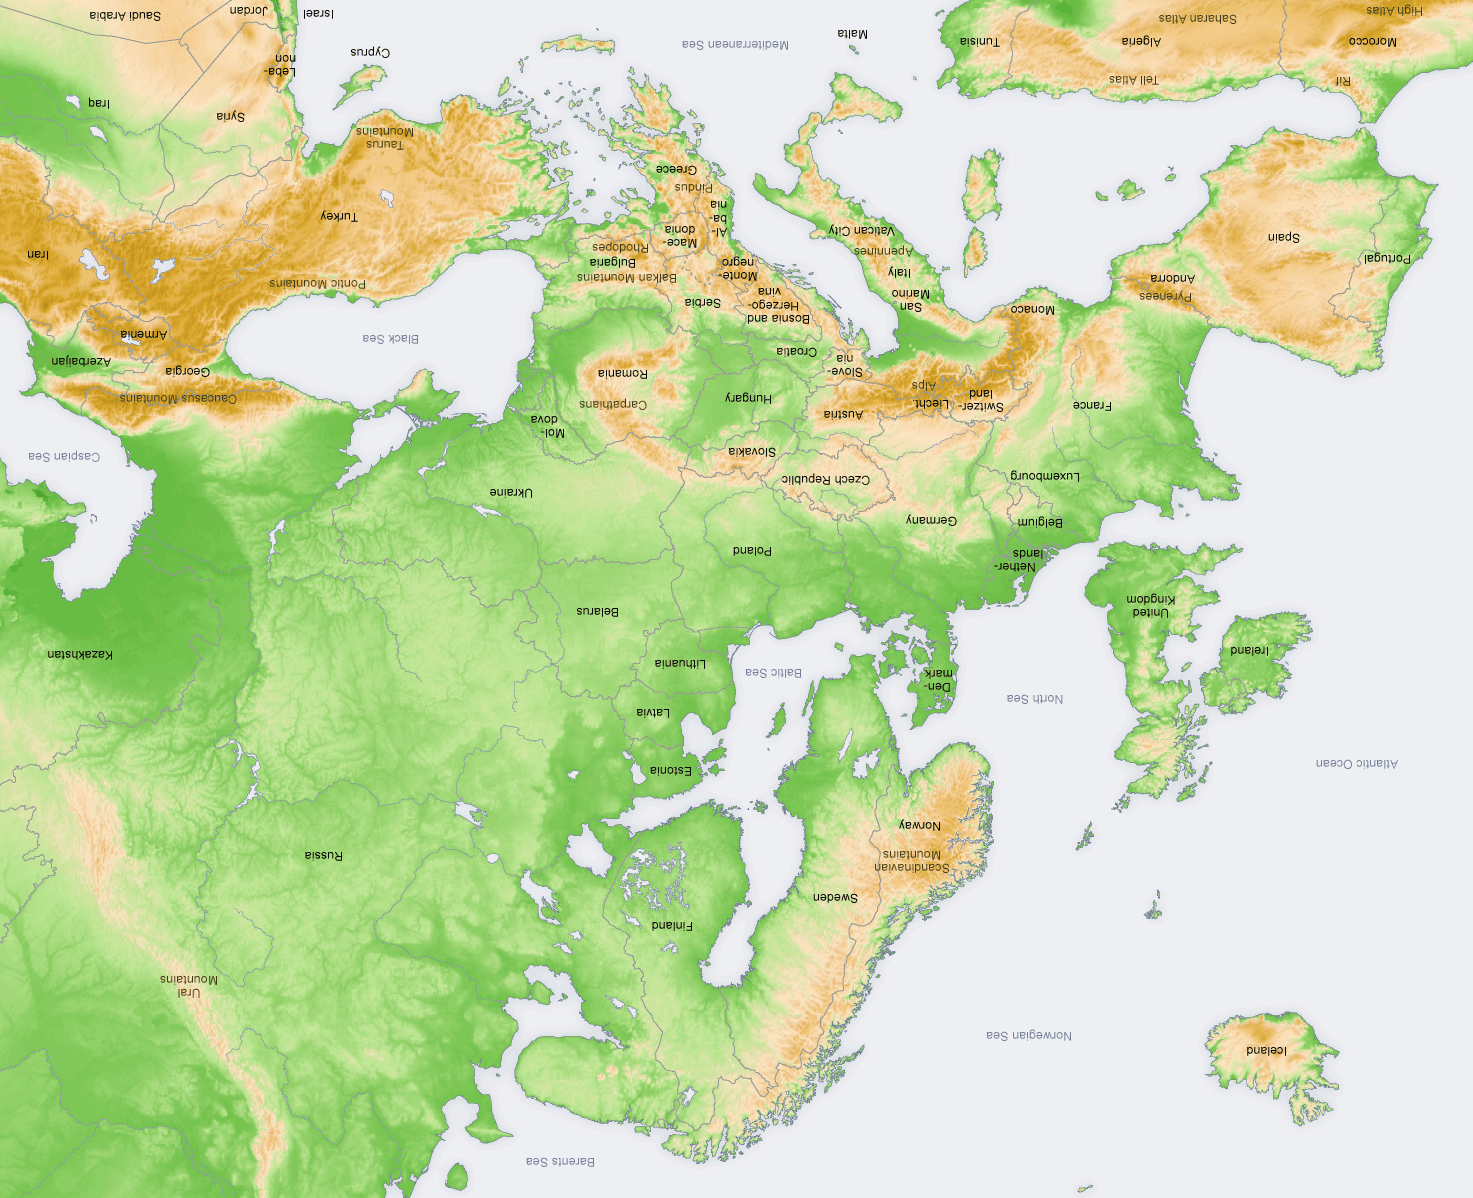 Barents Sea
Norwegian Sea
Iceland
Ural
Mountains
Finland
Sweden
Scandinavian
Mountains
Norway
Russia
Atlantic Ocean
Estonia
Latvia
North Sea
Den-
mark
Baltic Sea
Lithuania
Kazakhstan
Ireland
United
Kingdom
Belarus
Nether-
lands
Poland
Belgium
Germany
Ukraine
Luxembourg
Czech Republic
Slovakia
Caspian Sea
Mol-
dova
Austria
France
Switzer-
land
Liecht.
Alps
Carpathians
Hungary
Caucasus Mountains
Romania
Georgia
Slove-
nia
Croatia
Azerbaijan
Black Sea
Armenia
Bosnia and
Herzego-
vina
Monaco
San
Marino
Serbia
Pyrenees
Andorra
Pontic Mountains
Balkan Mountains
Monte-
negro
Italy
Bulgaria
Rhodopes
Portugal
Iran
Apennines
Spain
Mace-
donia
Al-
ba-
nia
Vatican City
Turkey
Pindus
Greece
Taurus
Mountains
Syria
Iraq
Tell Atlas
Rif
Leba-
non
Cyprus
Mediterranean Sea
Malta
Tunisia
Algeria
Morocco
Saharan Atlas
High Atlas
Saudi Arabia
Jordan
Israel